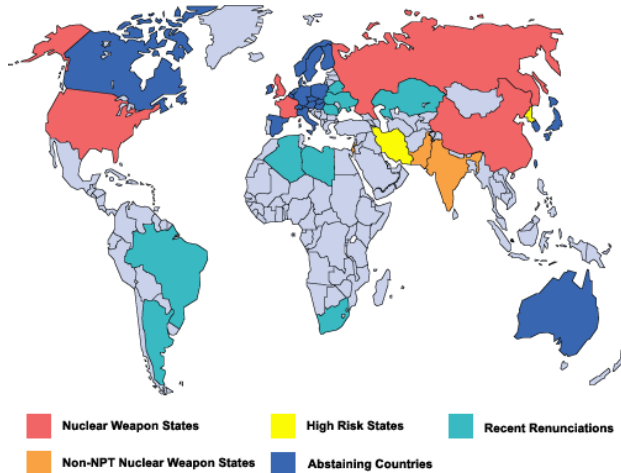 Nuclear Weapon States
High Risk States
Recent Renunciations
Non-NPT Nuclear Weapon States
Abstaining Countries